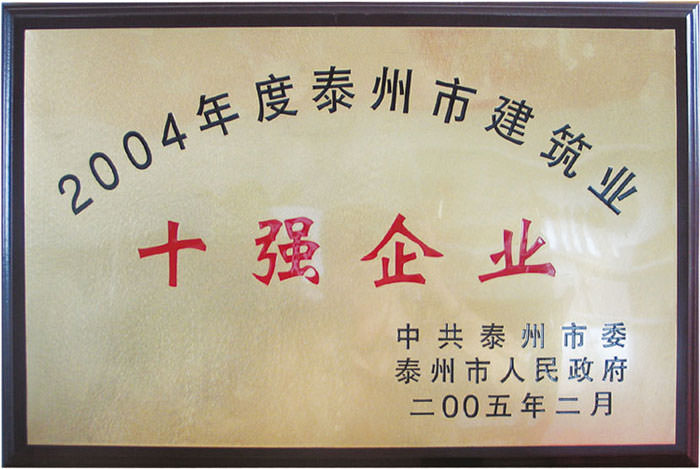 2004年度泰州市建筑业
十强企业
中共泰州市委
泰州市人民政府
二00五年二月